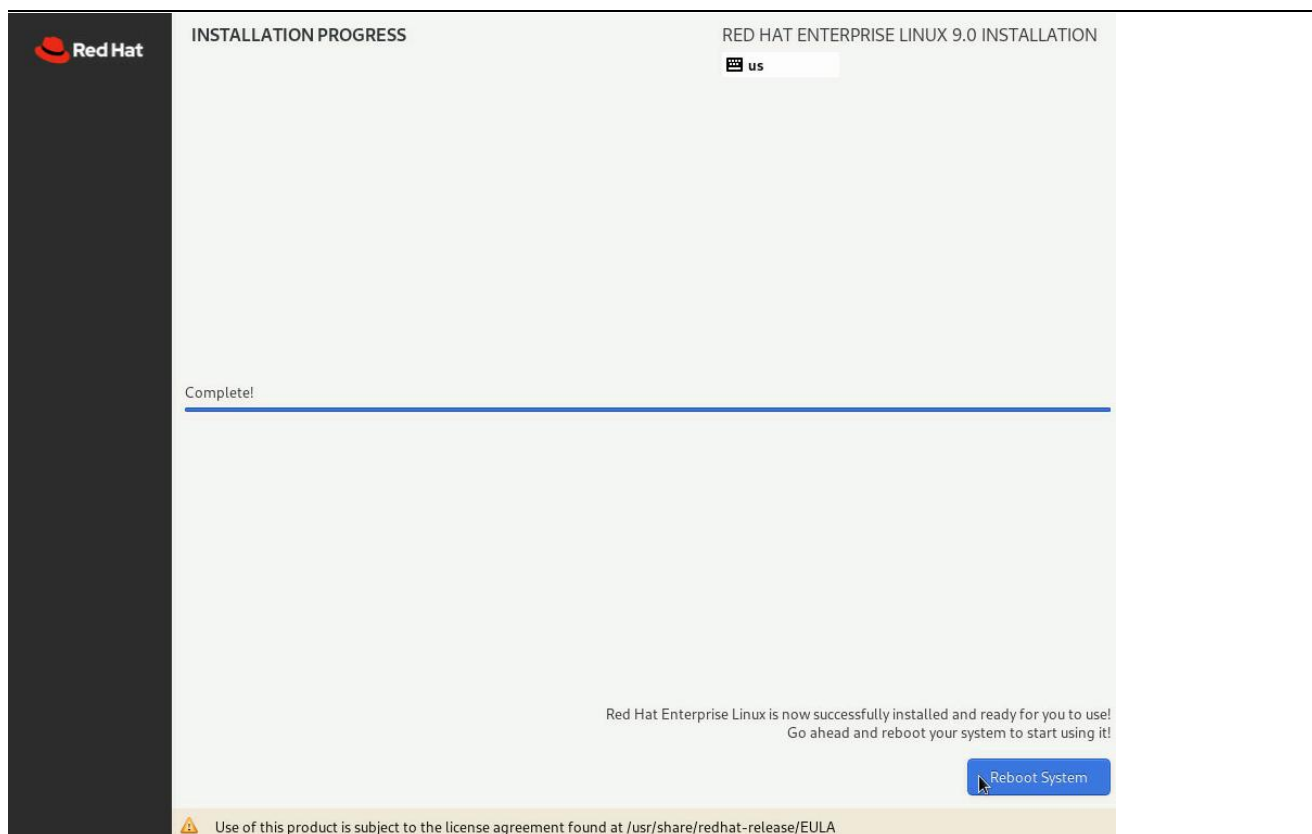 Red Hat
INSTALLATION PROGRESS
RED HAT ENTERPRISE LINUX 9.0 INSTALLATION
us
Complete!
Red Hat Enterprise Linux is now successfully installed and ready for you to use!
Go ahead and reboot your system to start using it!
Reboot System
Use of this product is subject to the license agreement found at /usr/share/redhat-release/EULA